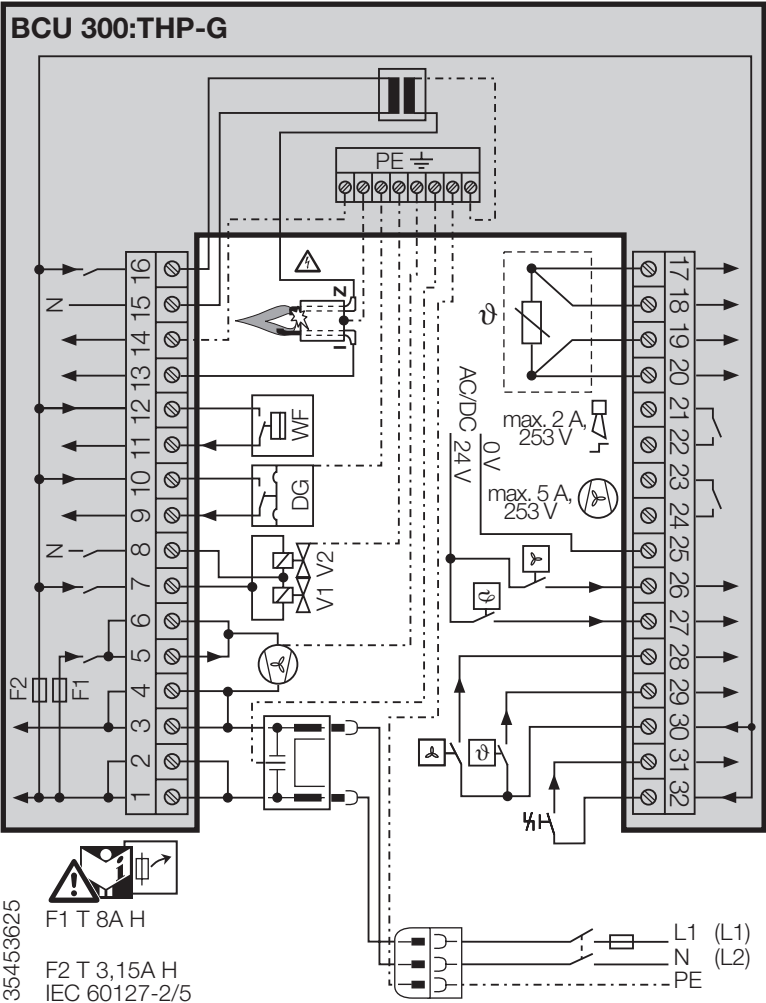 BCU 300:THP-G
PE
16
15
14
13
12
11
10
9
8
7
6
5
4
3
2
1
N
N
F2
F1
Z
I
WF
DG
V1 V2
ϑ
AC/DC 24 V
0 V
max. 2 A,
253 V
max. 5 A,
253 V
ϑ
ϑ
17
18
19
20
21
22
23
24
25
26
27
28
29
30
31
32
i
F1 T 8A H
F2 T 3,15A H
IEC 60127-2/5
35453625
L1 (L1)
N (L2)
PE